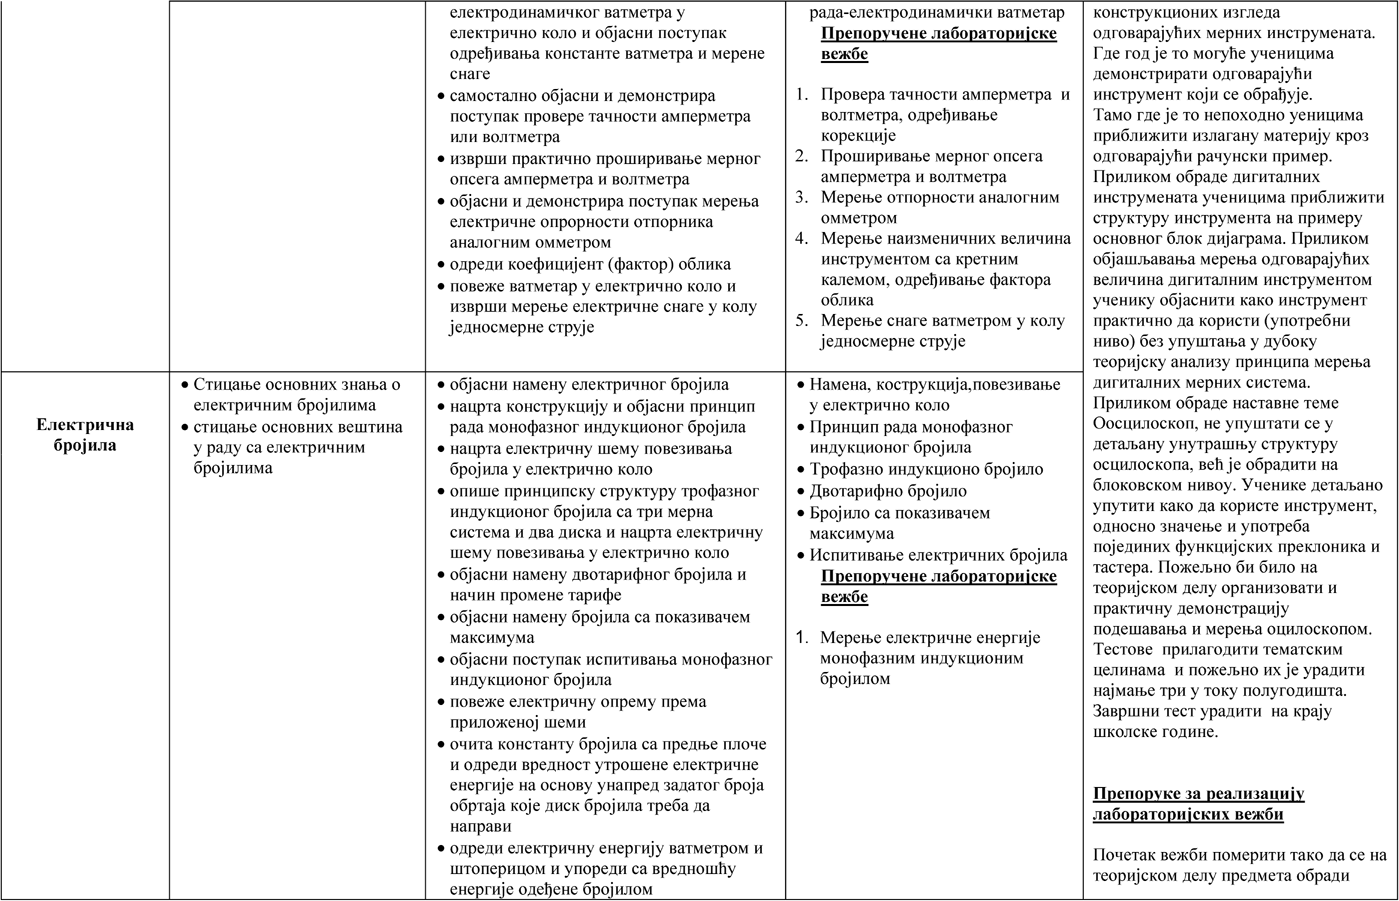 електродинамичког ватметра у
електрично коло и објасни поступак
одређивања константе ватметра и мерене
снаге
• самостално објасни и демонстрира
поступак провере тачности амперметра
или волтметра
• изврши практично проширивање мерног
опсега амперметра и волтметра
• објасни и демонстрира поступак мерења
електричне опрорности отпорника
аналогним омметром
• одреди коефицијент (фактор) облика
• повеже ватметар у електрично коло и
изврши мерење електричне снаге у колу
једносмерне струје
рада-електродинамички ватметар
Препоручене лабораторијске
вежбе
1. Провера тачности амперметра и
волтметра, одређивање
корекције
2. Проширивање мерног опсега
амперметра и волтметра
3. Мерење отпорности аналогним
омметром
4. Мерење наизменичних величина
инструментом са кретним
калемом, одређивање фактора
облика
5. Мерење снаге ватметром у колу
једносмерне струје
Електрична
бројила
• Стицање основних знања о
електричним бројилима
• стицање основних вештина
у раду са електричним
бројилима
• објасни намену електричног бројила
• нацрта конструкцију и објасни принцип
рада монофазног индукционог бројила
• нацрта електричну шему повезивања
бројила у електрично коло
• опише принципску структуру трофазног
индукционог бројила са три мерна
система и два диска и нацрта електричну
шему повезивања у електрично коло
• објасни намену двотарифног бројила и
начин промене тарифе
• објасни намену бројила са показивачем
максимума
• објасни поступак испитивања монофазног
индукционог бројила
• повеже електричну опрему према
приложеној шеми
• очита константу бројила са предње плоче
и одреди вредност утрошене електричне
енергије на основу унапред задатог броја
обртаја које диск бројила треба да
направи
• одреди електричну енергију ватметром и
штоперицом и упореди са вредношћу
енергије одеђене бројилом
• Намена, кострукција,повезивање
у електрично коло
• Принцип рада монофазног
индукционог бројила
• Трофазно индукционо бројило
• Двотарифно бројило
• Бројило са показивачем
максимума
• Испитивање електричних бројила
Препоручене лабораторијске
вежбе
1. Мерење електричне енергије
монофазним индукционим
бројилом
конструкционих изгледа
одговарајућих мерних инструмената.
Где год је то могуће ученицима
демонстрирати одговарајући
инструмент који се обрађује.
Тамо где је то непоходно уеницима
приближити излагану материју кроз
одговарајући рачунски пример.
Приликом обраде дигиталних
инструмената ученицима приближити
структуру инструмента на примеру
основног блок дијаграма. Приликом
објашљавања мерења одговарајућих
величина дигиталним инструментом
ученику објаснити како инструмент
практично да користи (употребни
ниво) без упуштања у дубоку
теоријску анализу принципа мерења
дигиталних мерних система.
Приликом обраде наставне теме
Оосцилоскоп, не упуштати се у
детаљану унутрашњу структуру
осцилоскопа, већ је обрадити на
блоковском нивоу. Ученике детаљано
упутити како да користе инструмент,
односно значење и употреба
појединих функцијских преклоника и
тастера. Пожељно би било на
теоријском делу организовати и
практичну демонстрацију
подешавања и мерења оцилоскопом.
Тестове прилагодити тематским
целинама и пожељно их је урадити
најмање три у току полугодишта.
Завршни тест урадити на крају
школске године.
Препоруке за реализацију
лабораторијских вежби
Почетак вежби померити тако да се на
теоријском делу предмета обради